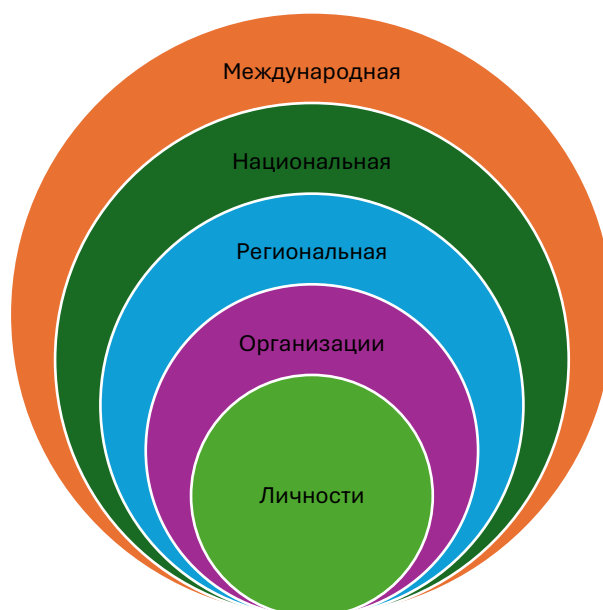 Международная
Национальная
Региональная
Организации
Личности